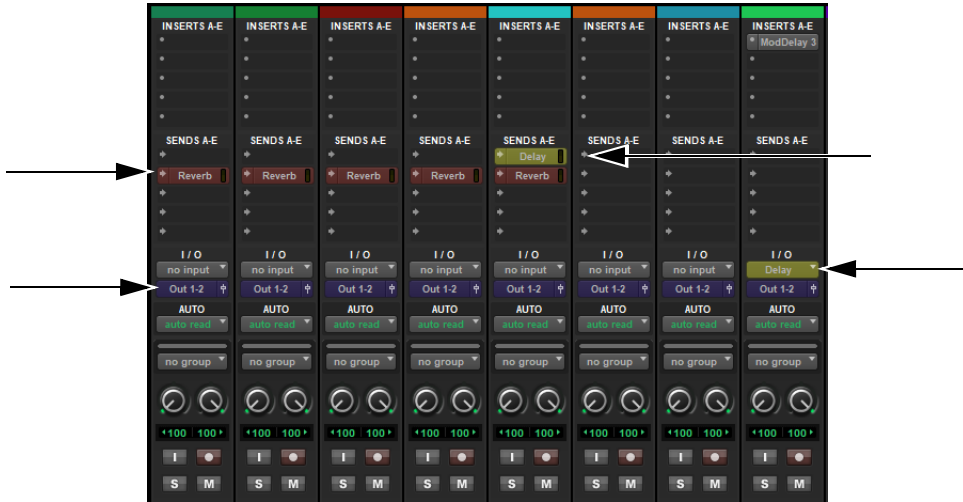 INSERTS A-E INSERTS A-E INSERTS A-E INSERTS A-E INSERTS A-E INSERTS A-E INSERTS A-E INSERTS A-E
ModDelay 3
SENDS A-E SENDS A-E SENDS A-E SENDS A-E SENDS A-E SENDS A-E SENDS A-E SENDS A-E
Delay
Reverb Reverb Reverb Reverb Reverb
I / O I / O I / O I / O I / O I / O I / O I / O
no input no input no input no input no input no input no input Delay
Out 1-2 Out 1-2 Out 1-2 Out 1-2 Out 1-2 Out 1-2 Out 1-2 Out 1-2
AUTO AUTO AUTO AUTO AUTO AUTO AUTO AUTO
auto read auto read auto read auto read auto read auto read auto read auto read
no group no group no group no group no group no group no group no group
100 100 100 100 100 100 100 100 100 100 100 100 100 100 100 100
I I I I I I I I
S M S M S M S M S M S M S M S M